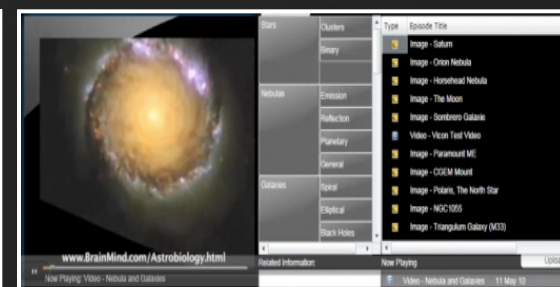 Stars
Clusters
Binary
Nebulas
Emission
Reflection
Planetary
General
Galaxies
Spiral
Elliptical
Black Holes
Type
Episode Title
Image - Saturn
Image - Orion Nebula
Image - Horsehead Nebula
Image - The Moon
Image - Sombrero Galaxie
Video - Vicon Test Video
Image - Paramount ME
Image - CGEM Mount
Image - Polaris, The North Star
Image - NGC1055
Image - Triangulum Galaxy (M33)
www.BrainMind.com/Astrobiology.html
Now Playing: Video - Nebula and Galaxies
Related Information:
Now Playing
Uploa
Video - Nebula and Galaxies 11 May 10